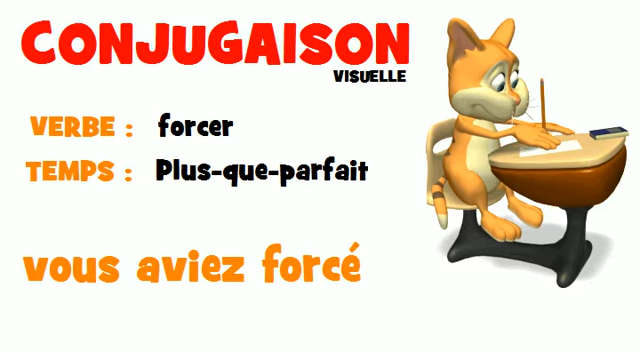 CONJUGAISON
VISUELLE
VERBE : forcer
TEMPS : Plus-que-parfait
vous aviez forcé